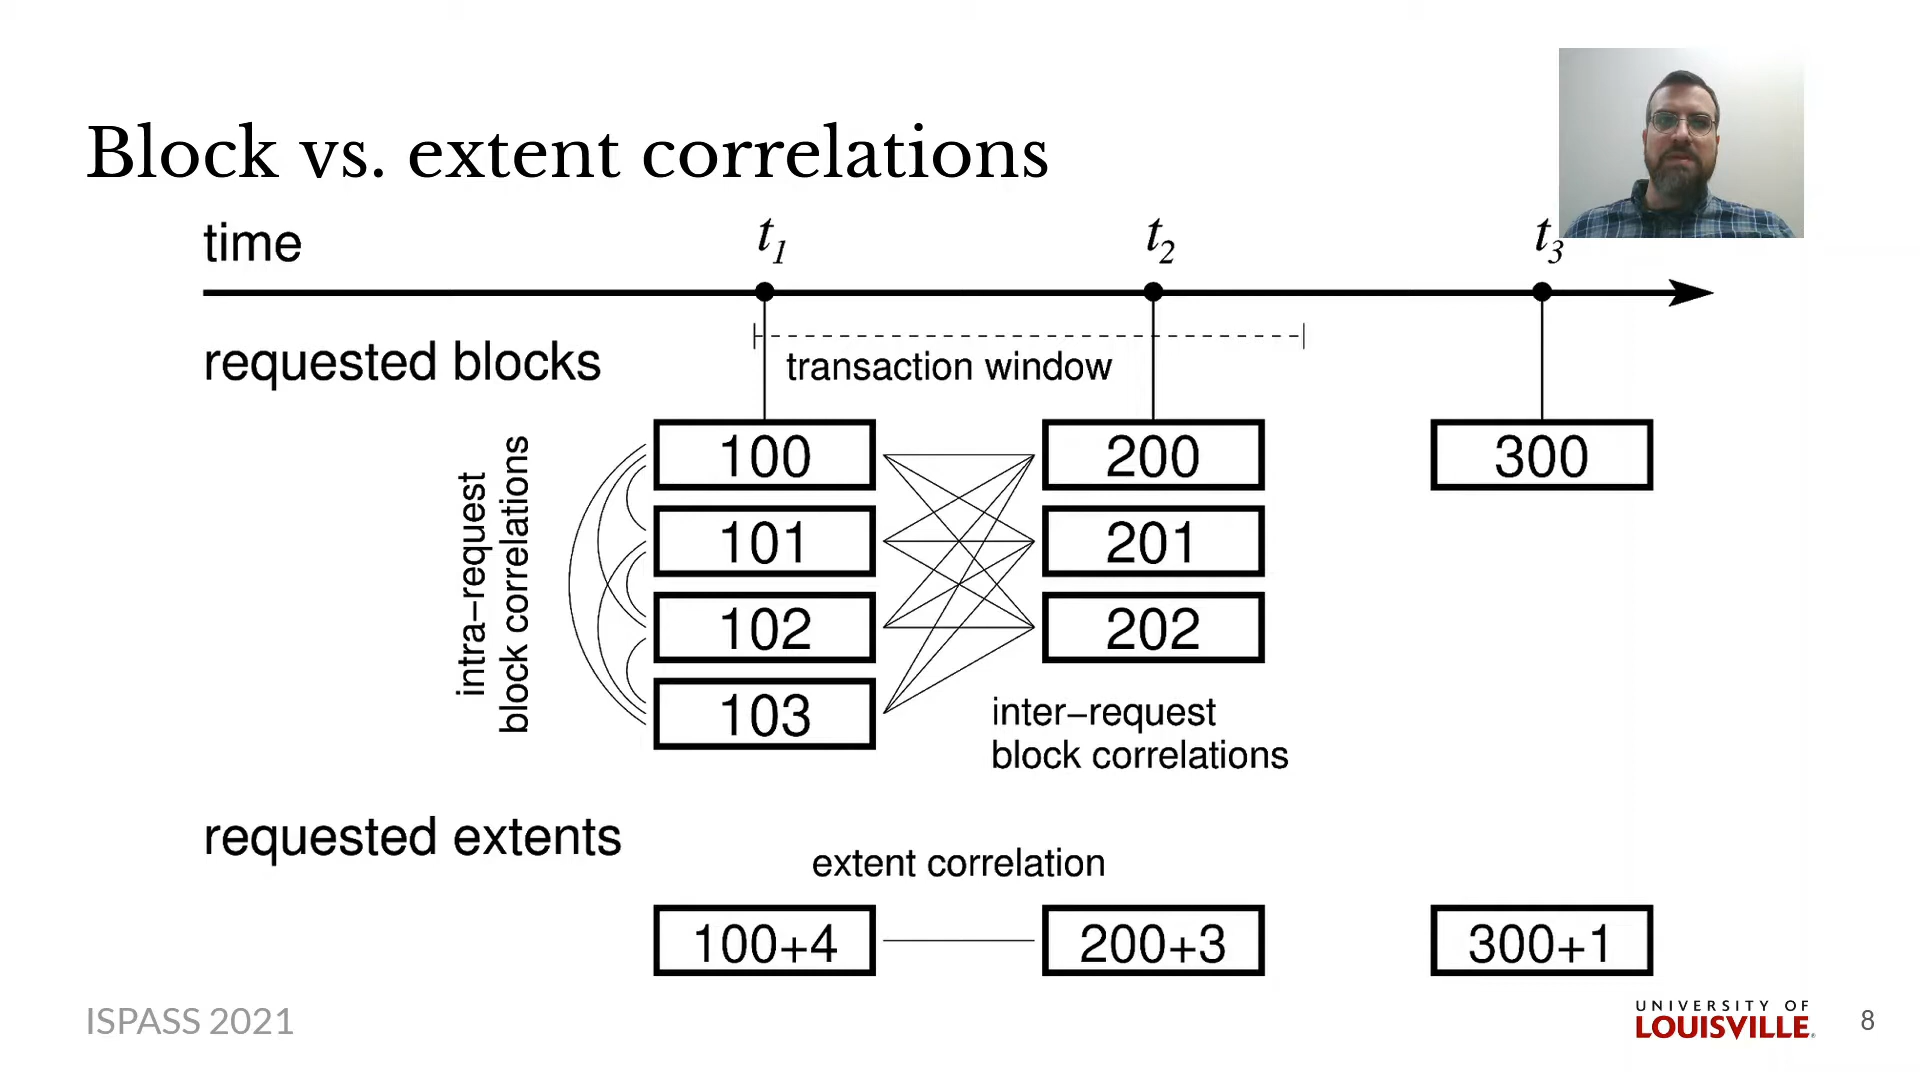 Block vs. extent correlations
time
t1
t2
t3
requested blocks
transaction window
intra–request
block correlations
100
200
300
101
201
102
202
103
inter–request
block correlations
requested extents
extent correlation
100+4
200+3
300+1
ISPASS 2021
UNIVERSITY OF
LOUISVILLE
8